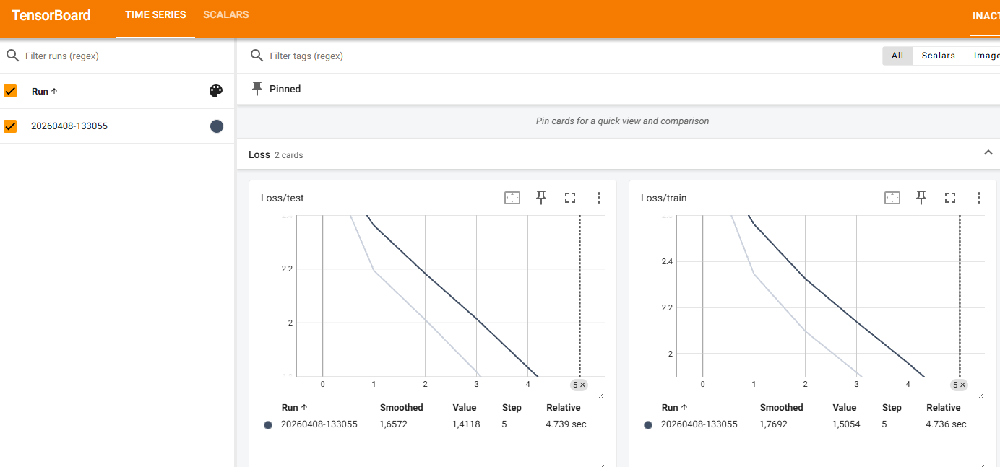 TensorBoard TIME SERIES SCALARS INACT
Filter runs (regex)
Filter tags (regex) All Scalars Image
Run ↑
Pinned
20260408-133055
Pin cards for a quick view and comparison
Loss 2 cards
Loss/test
2.2
2
0 1 2 3 4 5 ×
Run ↑ Smoothed Value Step Relative
20260408-133055 1,6572 1,4118 5 4.739 sec
Loss/train
2.4
2.2
2
0 1 2 3 4 5 ×
Run ↑ Smoothed Value Step Relative
20260408-133055 1,7692 1,5054 5 4.736 sec